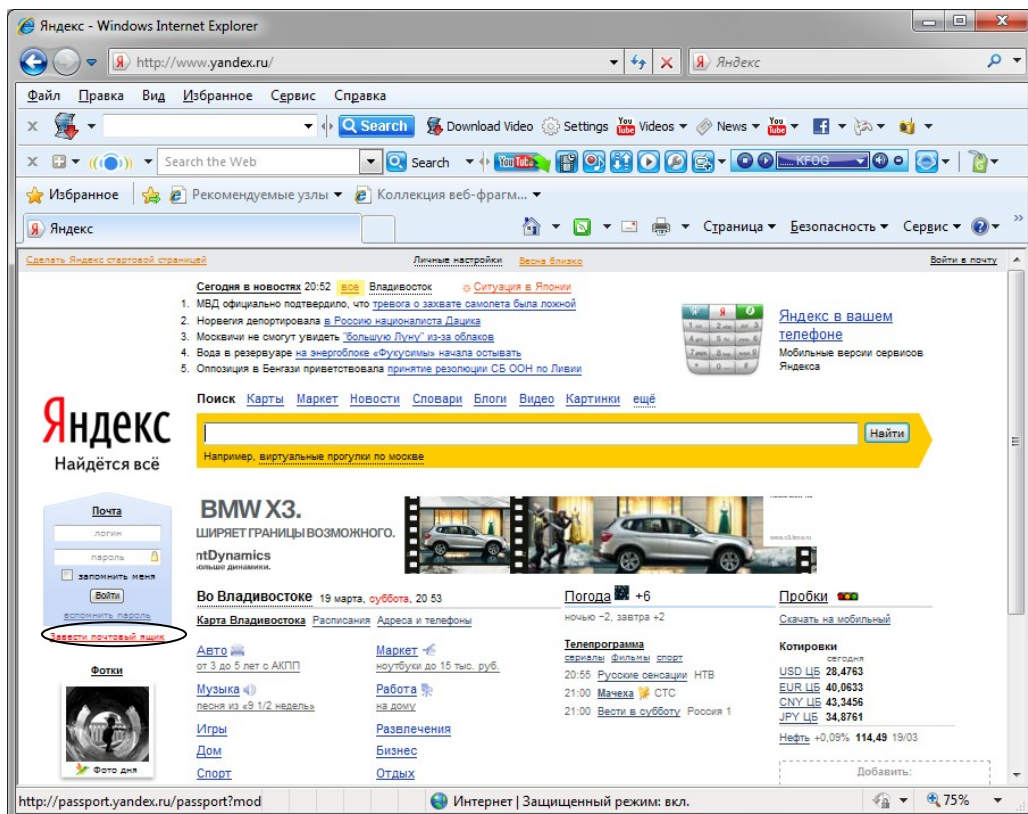 Яндекс - Windows Internet Explorer
http://www.yandex.ru/ Яндекс
Файл Правка Вид Избранное Сервис Справка
Search Download Video Settings You Tube Videos News You Tube
Search the Web Search You Tube KFOG
Избранное Рекомендуемые узлы Коллекция веб-фрагм...
Яндекс Страница Безопасность Сервис
Сделать Яндекс стартовой страницей Личные настройки Весна близко Войти в почту
Сегодня в новостях 20:52 все Владивосток Ситуация в Японии
1. МВД официально подтвердило, что тревога о захвате самолета была ложной
2. Норвегия депортировала в Россию националиста Дацика
3. Москвичи не смогут увидеть "большую Луну" из-за облаков
4. Вода в резервуаре на энергоблоке «Фукусимы» начала остывать
5. Оппозиция в Бенгази приветствовала принятие резолюции СБ ООН по Ливии
Яндекс в вашем
телефоне
Мобильные версии сервисов
Яндекса
Поиск Карты Маркет Новости Словари Блоги Видео Картинки ещё
Яндекс
Найдётся всё
Найти
Например, виртуальные прогулки по москве
Почта
логин
пароль
запомнить меня
Войти
вспомнить пароль
Завести почтовый ящик
BMW X3.
ШИРЯЕТ ГРАНИЦЫ ВОЗМОЖНОГО.
ntDynamics
ольше динамики.
Во Владивостоке 19 марта, суббота, 20 53
Карта Владивостока Расписания Адреса и телефоны
Авто
от 3 до 5 лет с АКПП
Маркет
ноутбуки до 15 тыс. руб.
Музыка
песня из «9 1/2 недель»
Работа
на дому
Игры
Развлечения
Дом
Бизнес
Спорт
Отдых
Погода +6
ночью −2, завтра +2
Телепрограмма
сериалы фильмы спорт
20:55 Русские сенсации НТВ
21:00 Мачеха СТС
21:00 Вести в субботу Россия 1
Пробки
Скачать на мобильный
Котировки
сегодня
USD ЦБ 28,4763
EUR ЦБ 40,0633
CNY ЦБ 43,3456
JPY ЦБ 34,8761
Нефть +0,09% 114,49 19/03
Добавить:
Фотки
Фото дня
http://passport.yandex.ru/passport?mod Интернет | Защищенный режим: вкл. 75%